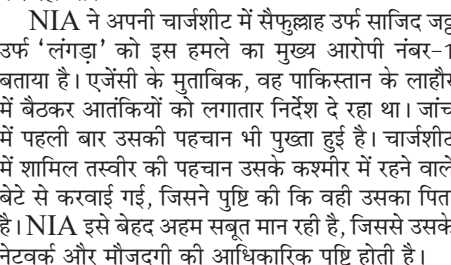 NIA ने अपनी चार्जशीट में सैफुल्लाह उर्फ साजिद जट्ट
उर्फ ‘लंगड़ा’ को इस हमले का मुख्य आरोपी नंबर-1
बताया है। एजेंसी के मुताबिक, वह पाकिस्तान के लाहौर
में बैठकर आतंकियों को लगातार निर्देश दे रहा था। जांच
में पहली बार उसकी पहचान भी पुख्ता हुई है। चार्जशीट
में शामिल तस्वीर की पहचान उसके कश्मीर में रहने वाले
बेटे से करवाई गई, जिसने पुष्टि की कि वही उसका पिता
है। NIA इसे बेहद अहम सबूत मान रही है, जिससे उसके
नेटवर्क और मौजूदगी की आधिकारिक पुष्टि होती है।